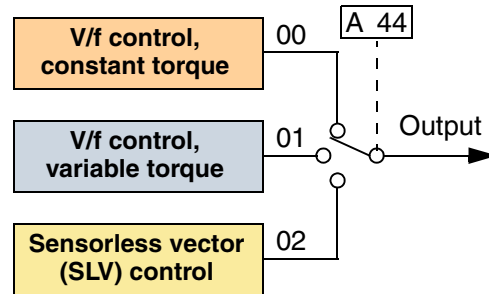 V/f control,
constant torque
00
A 44
V/f control,
variable torque
01
Output
Sensorless vector
(SLV) control
02